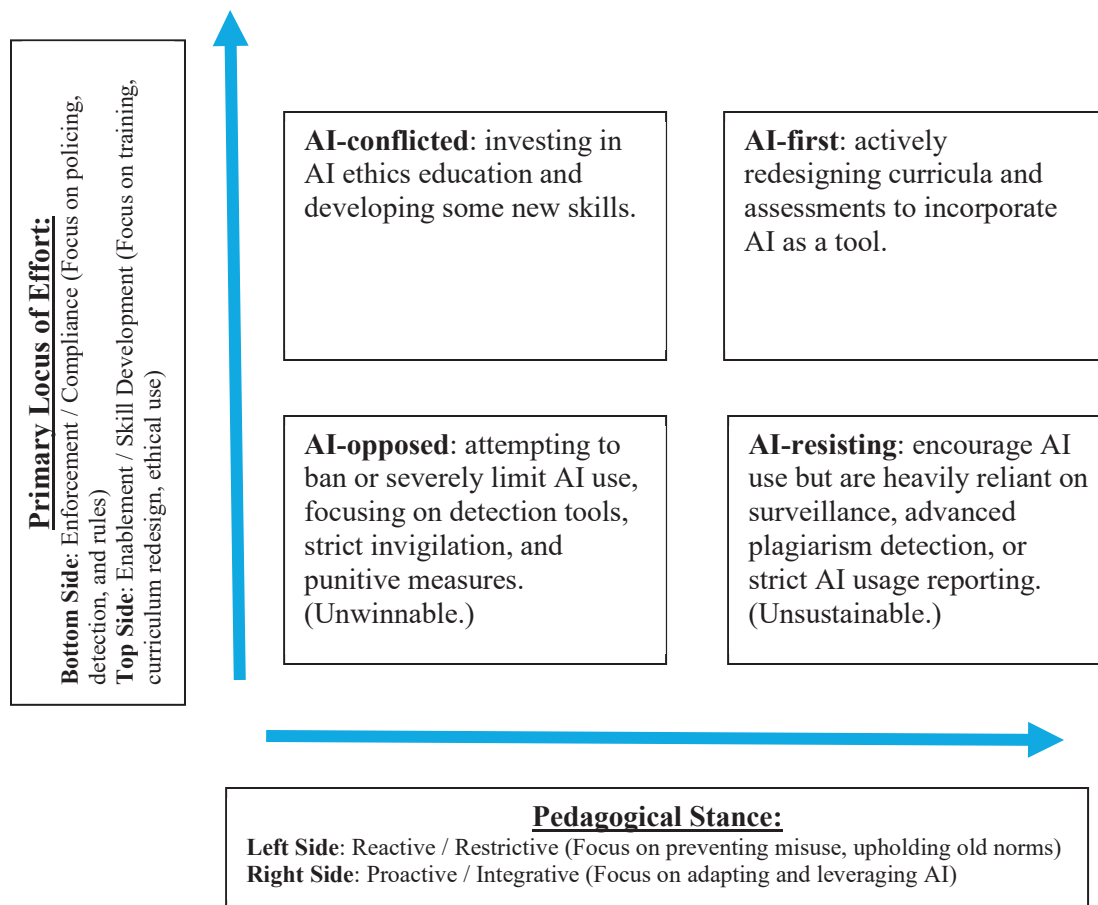 Primary Locus of Effort:
Bottom Side: Enforcement / Compliance (Focus on policing,
detection, and rules)
Top Side: Enablement / Skill Development (Focus on training,
curriculum redesign, ethical use)
AI-conflicted: investing in
AI ethics education and
developing some new skills.
AI-first: actively
redesigning curricula and
assessments to incorporate
AI as a tool.
AI-opposed: attempting to
ban or severely limit AI use,
focusing on detection tools,
strict invigilation, and
punitive measures.
(Unwinnable.)
AI-resisting: encourage AI
use but are heavily reliant on
surveillance, advanced
plagiarism detection, or
strict AI usage reporting.
(Unsustainable.)
Pedagogical Stance:
Left Side: Reactive / Restrictive (Focus on preventing misuse, upholding old norms)
Right Side: Proactive / Integrative (Focus on adapting and leveraging AI)